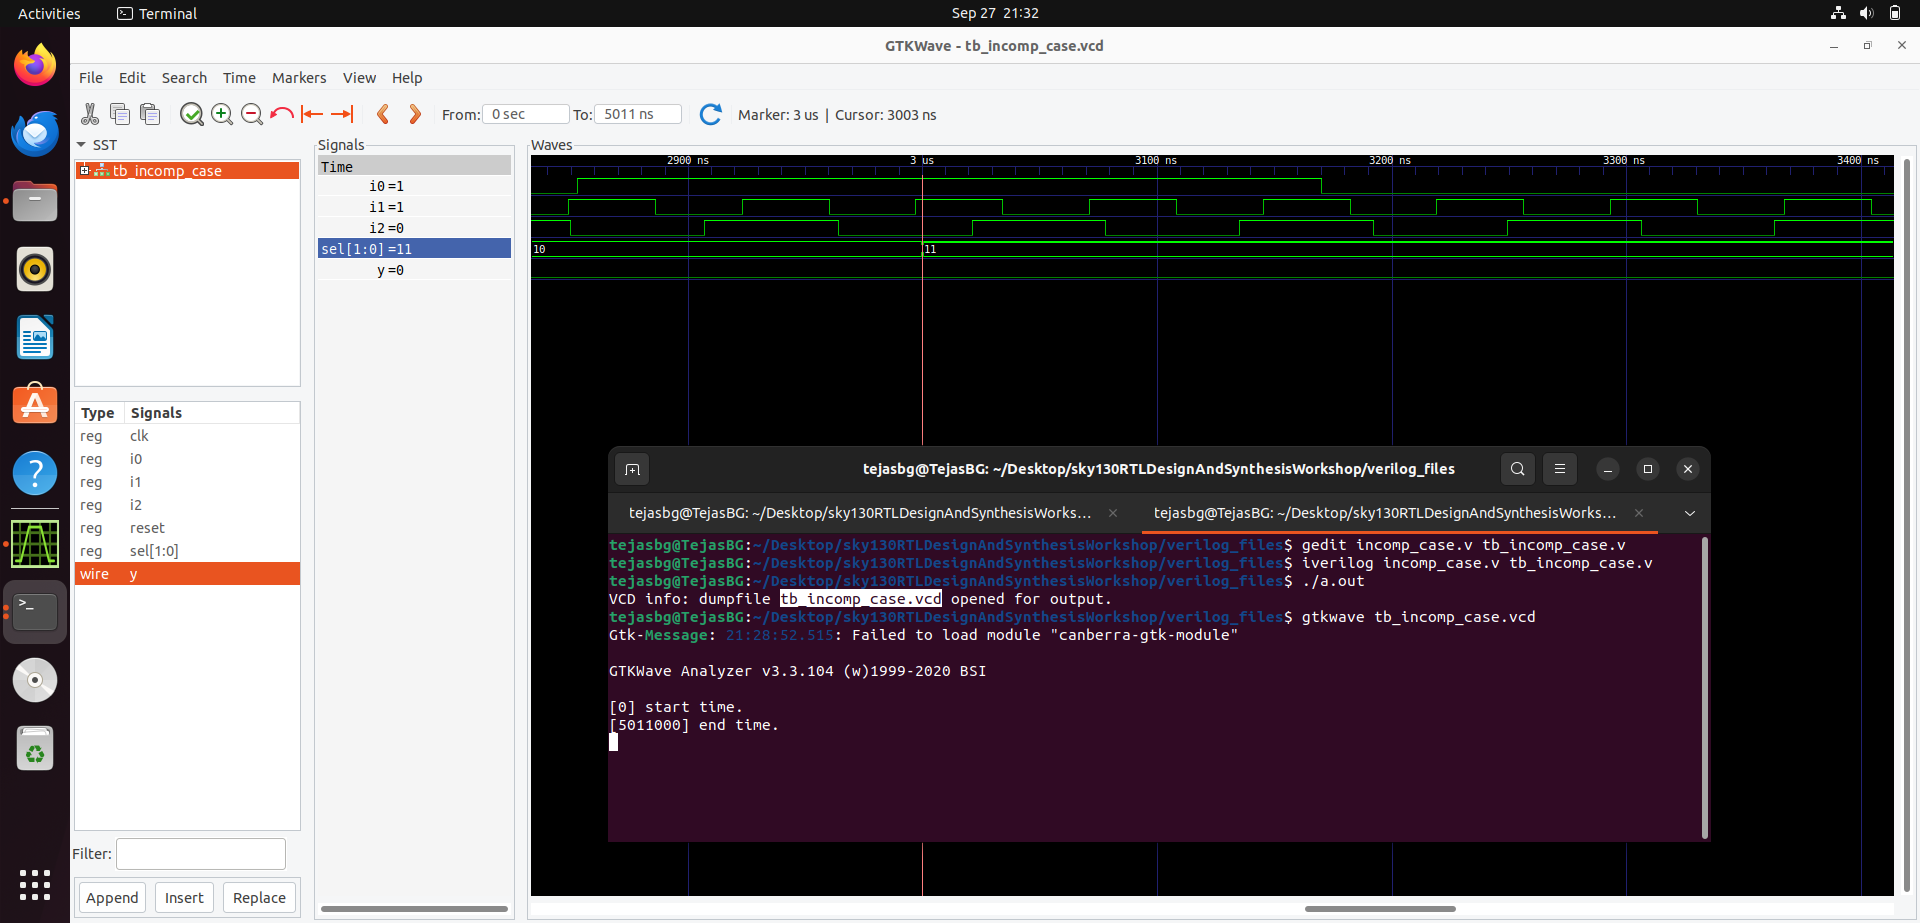 Activities
Terminal
Sep 27 21:32
GTKWave - tb_incomp_case.vcd
File Edit Search Time Markers View Help
From: 0 sec To: 5011 ns Marker: 3 us | Cursor: 3003 ns
SST
tb_incomp_case
Type Signals
reg clk
reg i0
reg i1
reg i2
reg reset
reg sel[1:0]
wire y
Filter:
Append Insert Replace
Signals
Time
i0 =1
i1 =1
i2 =0
sel[1:0] =11
y =0
Waves
2900 ns 3 us 3100 ns 3200 ns 3300 ns 3400 ns
10 11
tejasbg@TejasBG: ~/Desktop/sky130RTLDesignAndSynthesisWorkshop/verilog_files
tejasbg@TejasBG: ~/Desktop/sky130RTLDesignAndSynthesisWorks... tejasbg@TejasBG: ~/Desktop/sky130RTLDesignAndSynthesisWorks...
tejasbg@TejasBG:~/Desktop/sky130RTLDesignAndSynthesisWorkshop/verilog_files$ gedit incomp_case.v tb_incomp_case.v
tejasbg@TejasBG:~/Desktop/sky130RTLDesignAndSynthesisWorkshop/verilog_files$ iverilog incomp_case.v tb_incomp_case.v
tejasbg@TejasBG:~/Desktop/sky130RTLDesignAndSynthesisWorkshop/verilog_files$ ./a.out
VCD info: dumpfile tb_incomp_case.vcd opened for output.
tejasbg@TejasBG:~/Desktop/sky130RTLDesignAndSynthesisWorkshop/verilog_files$ gtkwave tb_incomp_case.vcd
Gtk-Message: 21:28:52.515: Failed to load module "canberra-gtk-module"
GTKWave Analyzer v3.3.104 (w)1999-2020 BSI
[0] start time.
[5011000] end time.